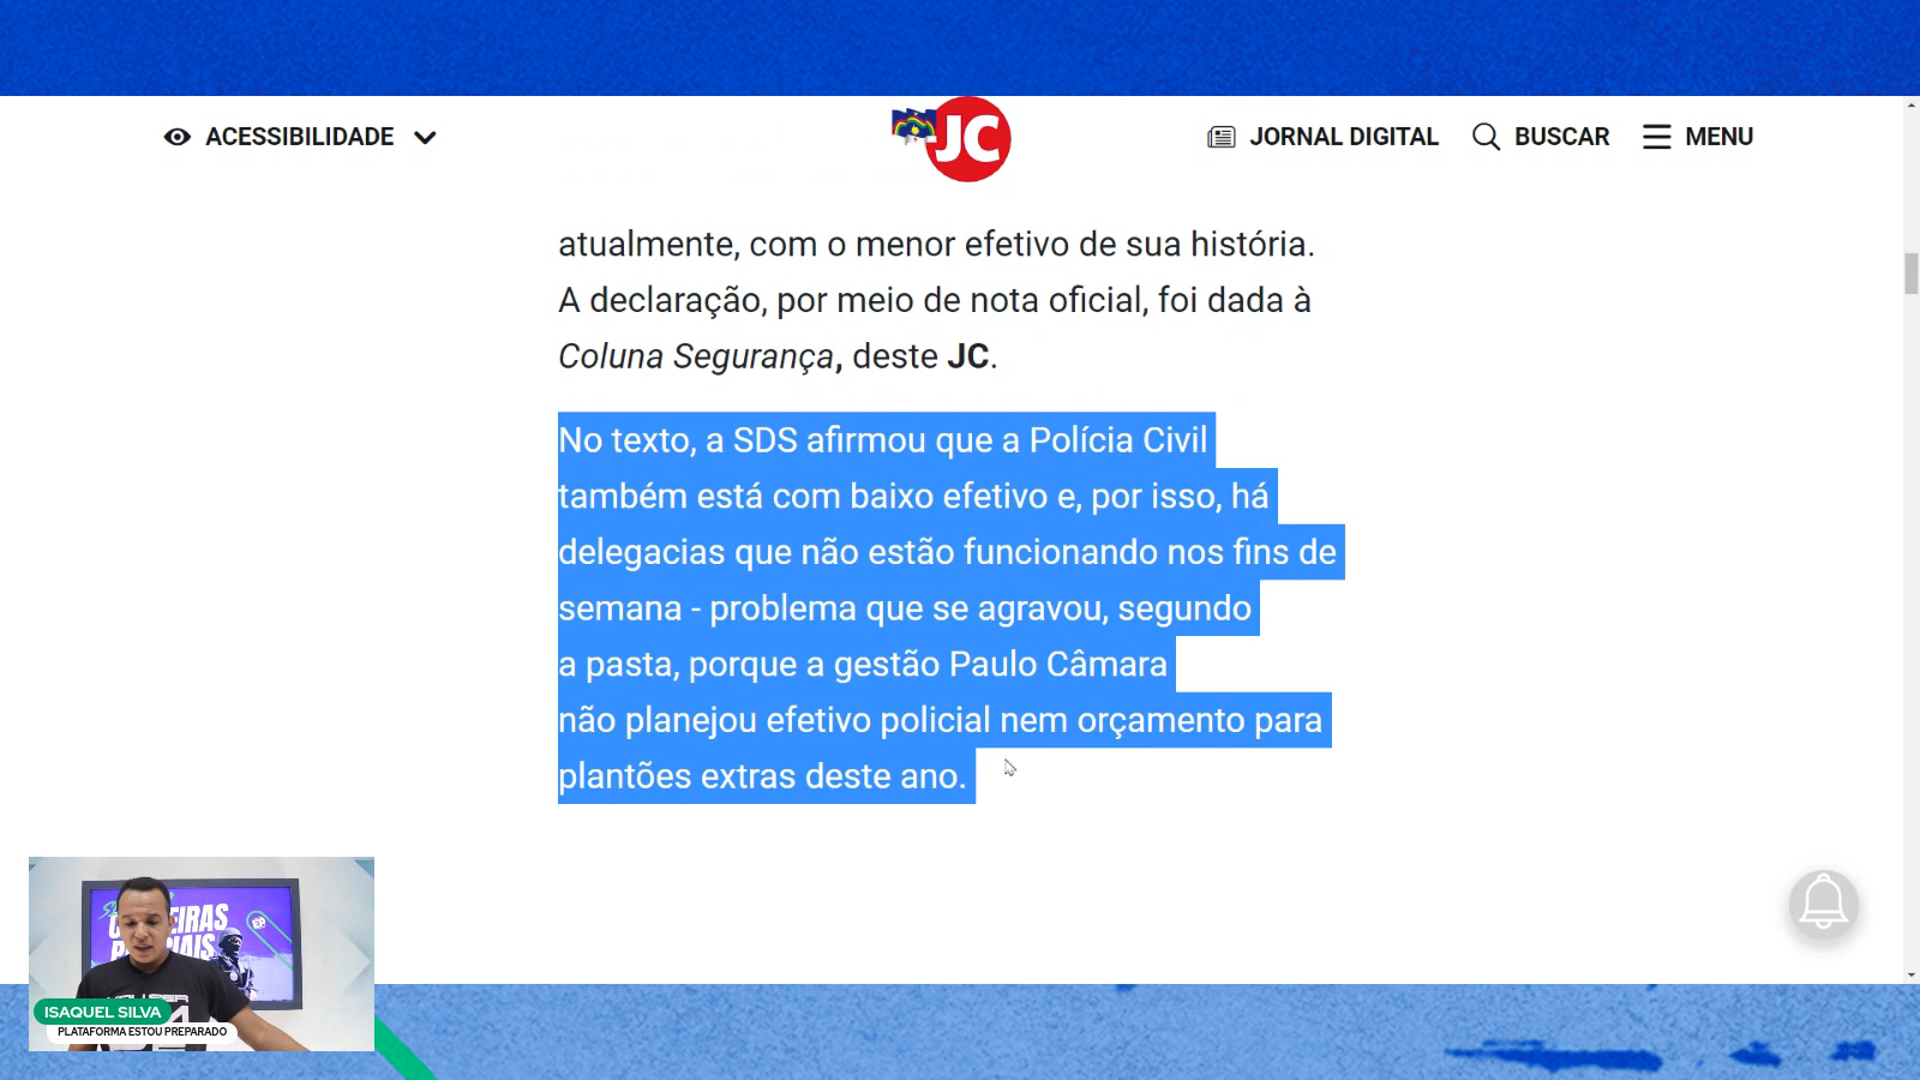 ACESSIBILIDADE
JC
JORNAL DIGITAL
BUSCAR
MENU
atualmente, com o menor efetivo de sua história.
A declaração, por meio de nota oficial, foi dada à
Coluna Segurança, deste JC.
No texto, a SDS afirmou que a Polícia Civil
também está com baixo efetivo e, por isso, há
delegacias que não estão funcionando nos fins de
semana - problema que se agravou, segundo
a pasta, porque a gestão Paulo Câmara
não planejou efetivo policial nem orçamento para
plantões extras deste ano.
ISAQUEL SILVA
PLATAFORMA ESTOU PREPARADO